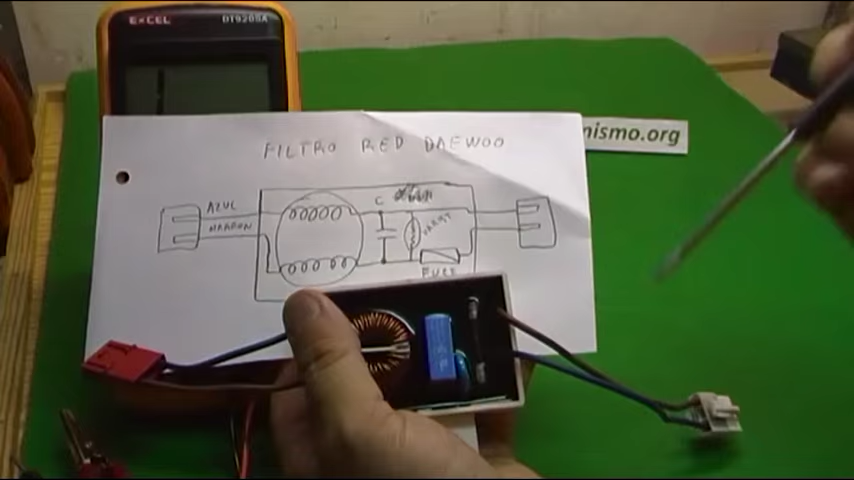 EXCEL DT9205A
nismo.org
FILTRO RED DAEWOO
AZUL
MARRON
C
VARIST
FUSE